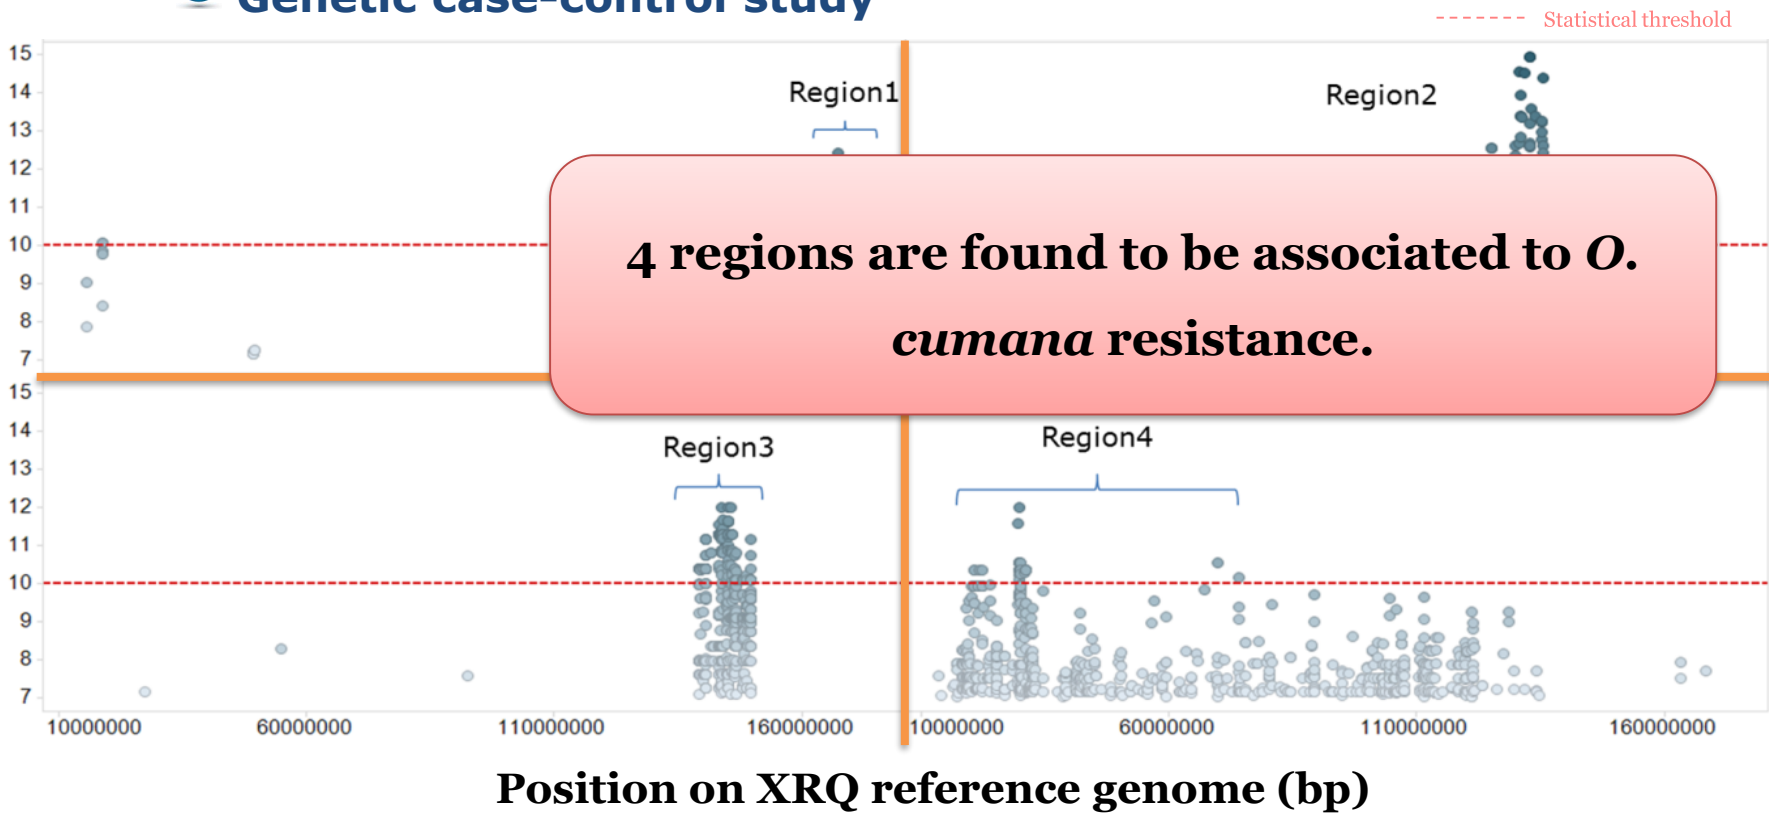 Genetic case-control study
Statistical threshold
15
14
13
12
11
10
9
8
7
Region1
Region2
4 regions are found to be associated to O.
cumana resistance.
15
14
13
12
11
10
9
8
7
Region3
Region4
10000000 60000000 110000000 160000000 10000000 60000000 110000000 160000000
Position on XRQ reference genome (bp)